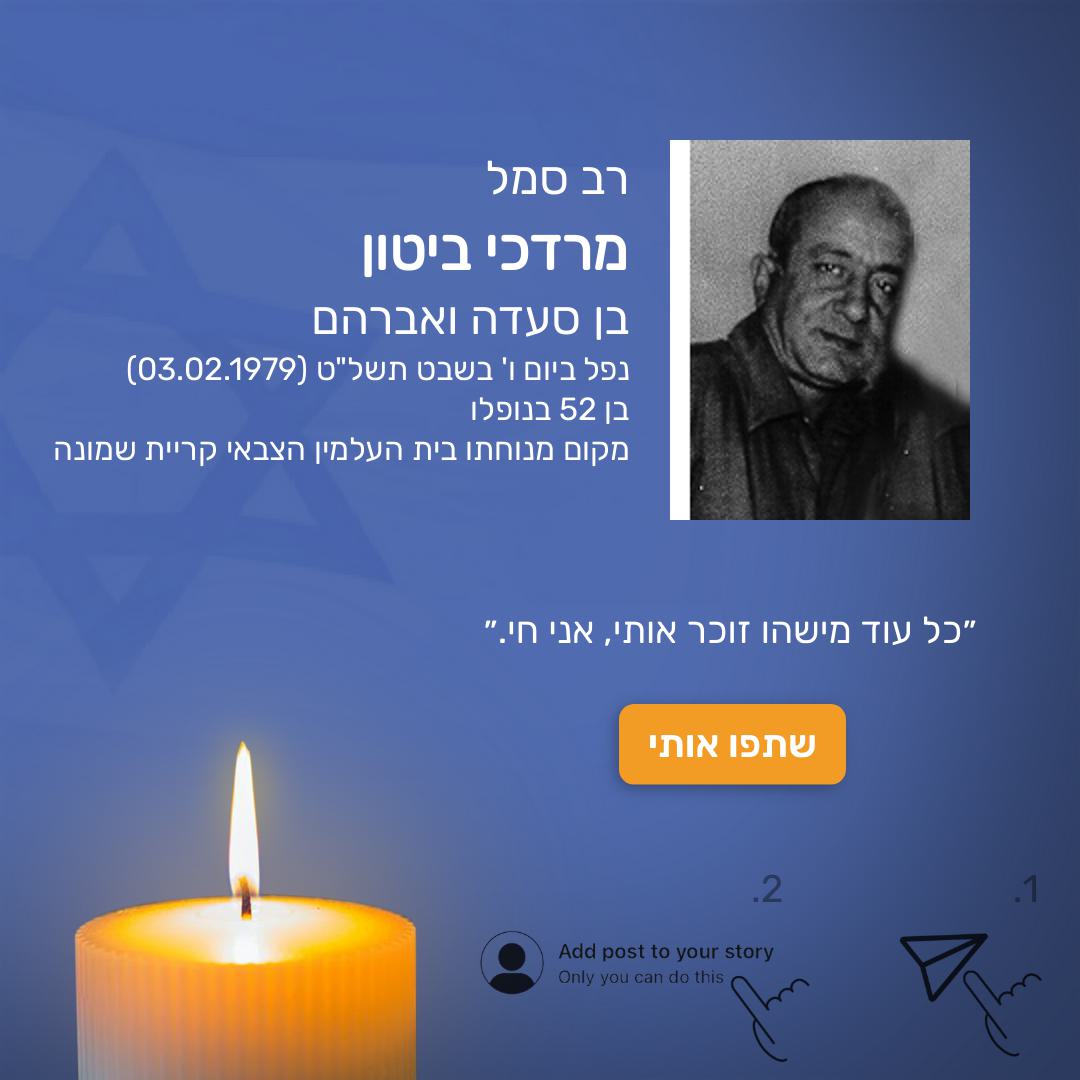 רב סמל
מרדכי ביטון
בן סעדה ואברהם
נפל ביום ו' בשבט תשל"ט (03.02.1979)
בן 52 בנופלו
מקום מנוחתו בית העלמין הצבאי קריית שמונה
״כל עוד מישהו זוכר אותי, אני חי.״
שתפו אותי
.1
.2
Add post to your story
Only you can do this